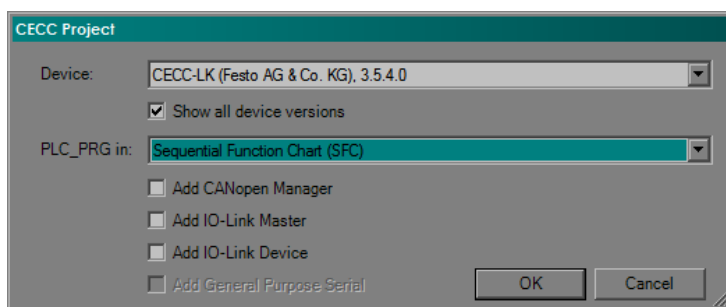 CECC Project
Device:
CECC-LK (Festo AG & Co. KG), 3.5.4.0
Show all device versions
PLC_PRG in:
Sequential Function Chart (SFC)
Add CANopen Manager
Add IO-Link Master
Add IO-Link Device
Add General Purpose Serial
OK
Cancel